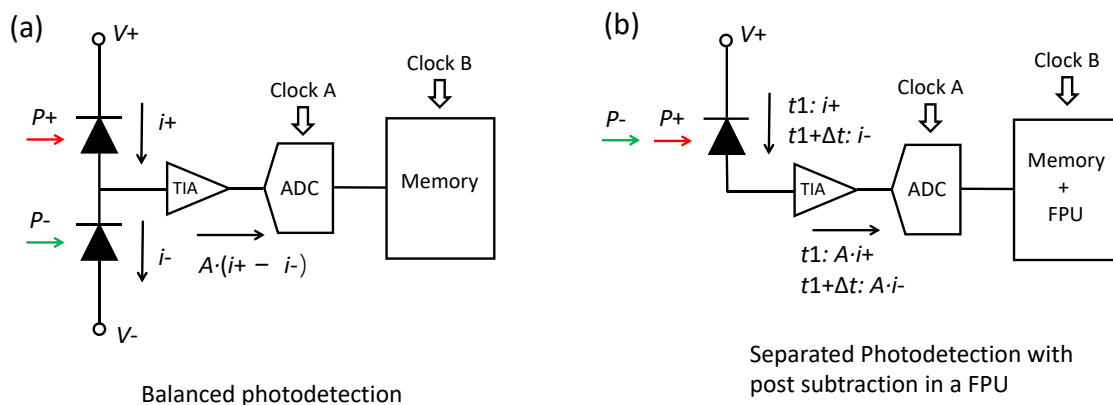 (a)
V+
P+
i+
Clock A
Clock B
TIA
ADC
Memory
P-
i-
A·(i+ − i-)
V-
Balanced photodetection
(b)
V+
P-
P+
t1: i+
t1+Δt: i-
Clock A
Clock B
TIA
ADC
Memory
+
FPU
t1: A·i+
t1+Δt: A·i-
Separated Photodetection with
post subtraction in a FPU